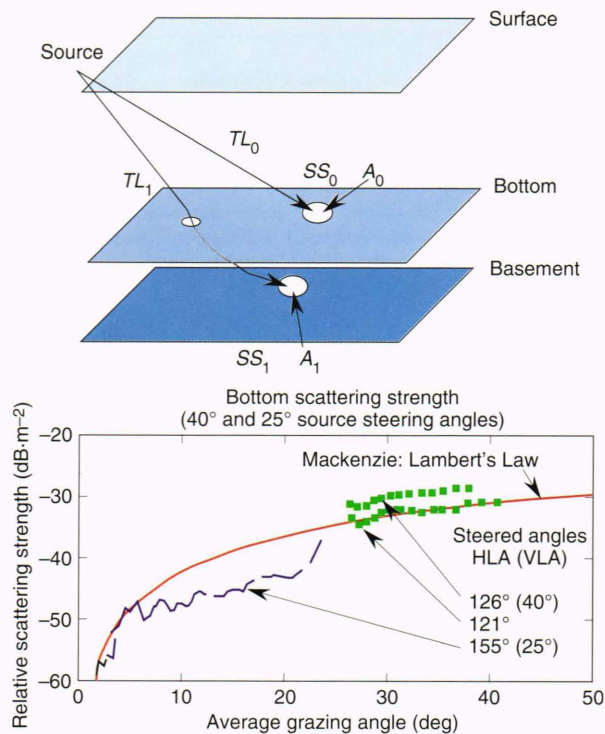 Surface
Source
TL0
SS0
A0
TL1
Bottom
Basement
SS1
A1
Bottom scattering strength
(40° and 25° source steering angles)
Relative scattering strength (dB·m−2)
−20
−30
−40
−50
−60
Mackenzie: Lambert's Law
Steered angles
HLA (VLA)
126° (40°)
121°
155° (25°)
0
10
20
30
40
50
Average grazing angle (deg)